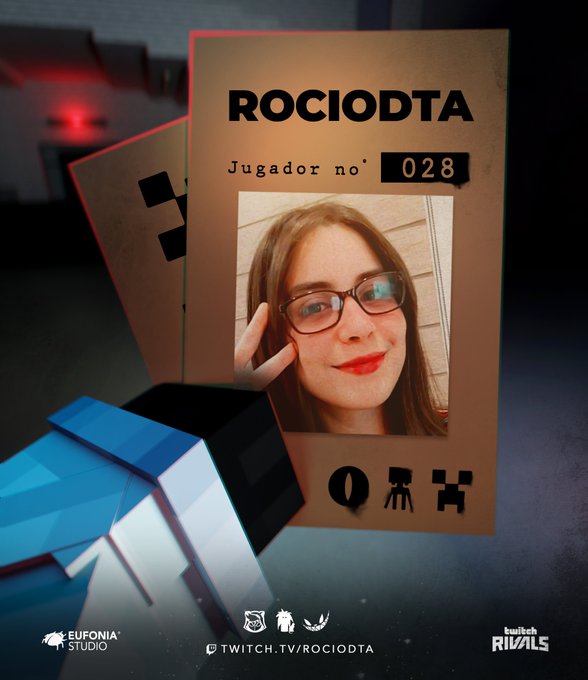 ROCIODTA
Jugador no° 028
EUFONIA®
STUDIO
TWITCH.TV/ROCIODTA
twitch
RIVALS